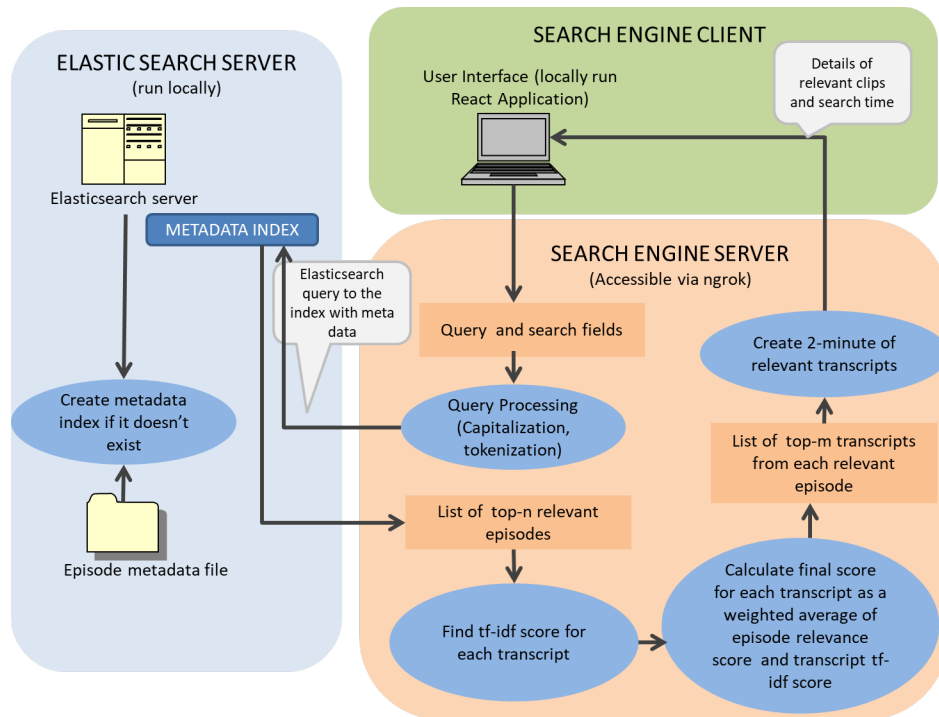 ELASTIC SEARCH SERVER
(run locally)
Elasticsearch server
METADATA INDEX
Elasticsearch
query to the
index with meta
data
Create metadata
index if it doesn’t
exist
Episode metadata file
SEARCH ENGINE CLIENT
User Interface (locally run
React Application)
Details of
relevant clips
and search time
SEARCH ENGINE SERVER
(Accessible via ngrok)
Query and search fields
Query Processing
(Capitalization,
tokenization)
List of top-n relevant
episodes
Find tf-idf score for
each transcript
Calculate final score
for each transcript as a
weighted average of
episode relevance
score and transcript tf-
idf score
List of top-m transcripts
from each relevant
episode
Create 2-minute of
relevant transcripts